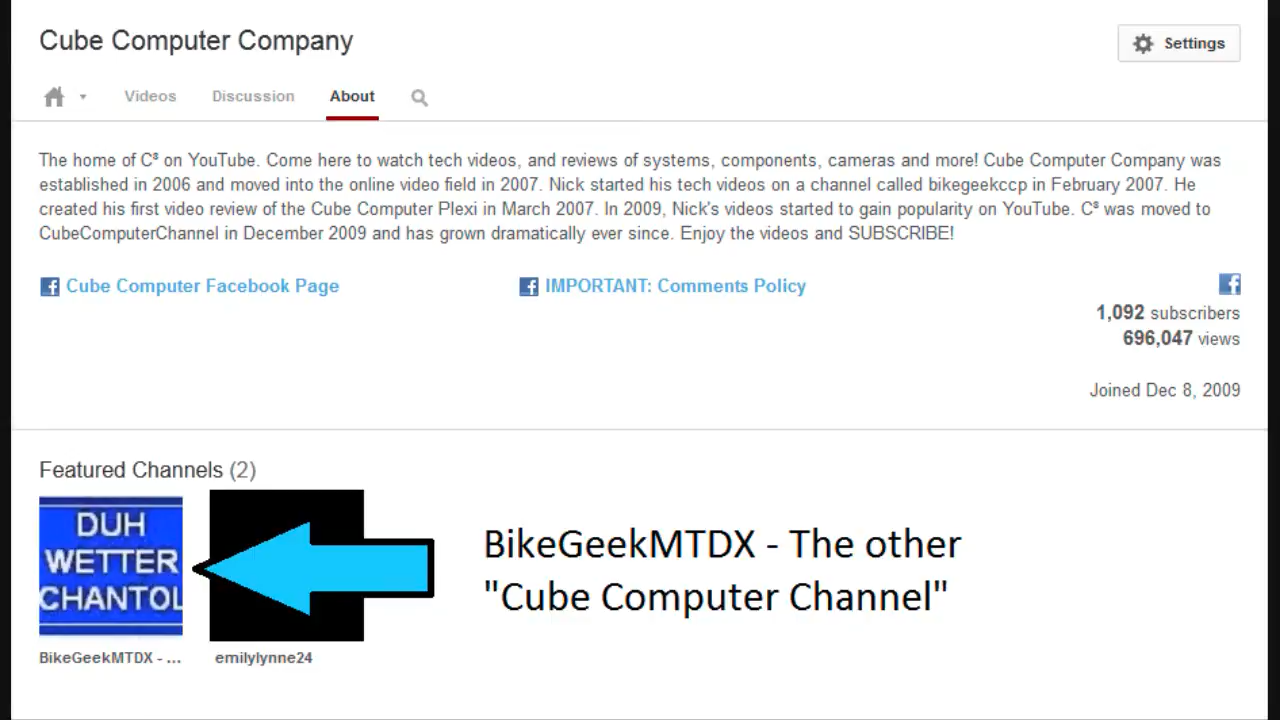 Cube Computer Company
Settings
Videos
Discussion
About
The home of C³ on YouTube. Come here to watch tech videos, and reviews of systems, components, cameras and more! Cube Computer Company was
established in 2006 and moved into the online video field in 2007. Nick started his tech videos on a channel called bikegeekccp in February 2007. He
created his first video review of the Cube Computer Plexi in March 2007. In 2009, Nick's videos started to gain popularity on YouTube. C³ was moved to
CubeComputerChannel in December 2009 and has grown dramatically ever since. Enjoy the videos and SUBSCRIBE!
Cube Computer Facebook Page
IMPORTANT: Comments Policy
1,092 subscribers
696,047 views
Joined Dec 8, 2009
Featured Channels (2)
DUH
WETTER
CHANTOL
BikeGeekMTDX - ...
emilylynne24
BikeGeekMTDX - The other
"Cube Computer Channel"